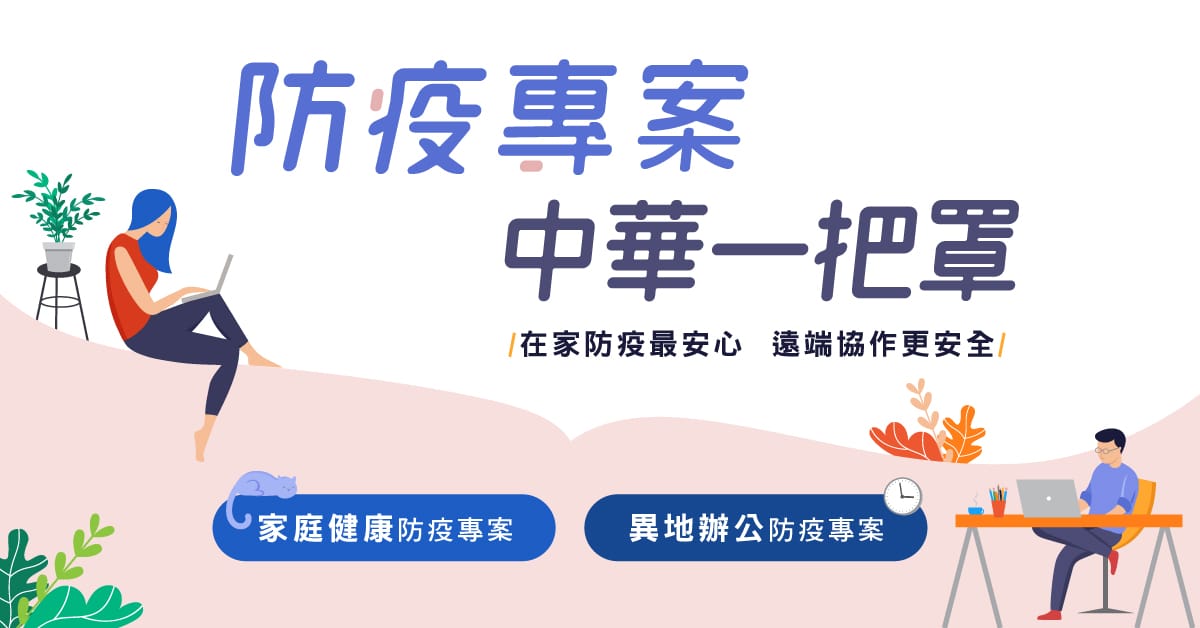 防疫專案
中華一把罩
/在家防疫最安心 遠端協作更安全/
家庭健康防疫專案
異地辦公防疫專案